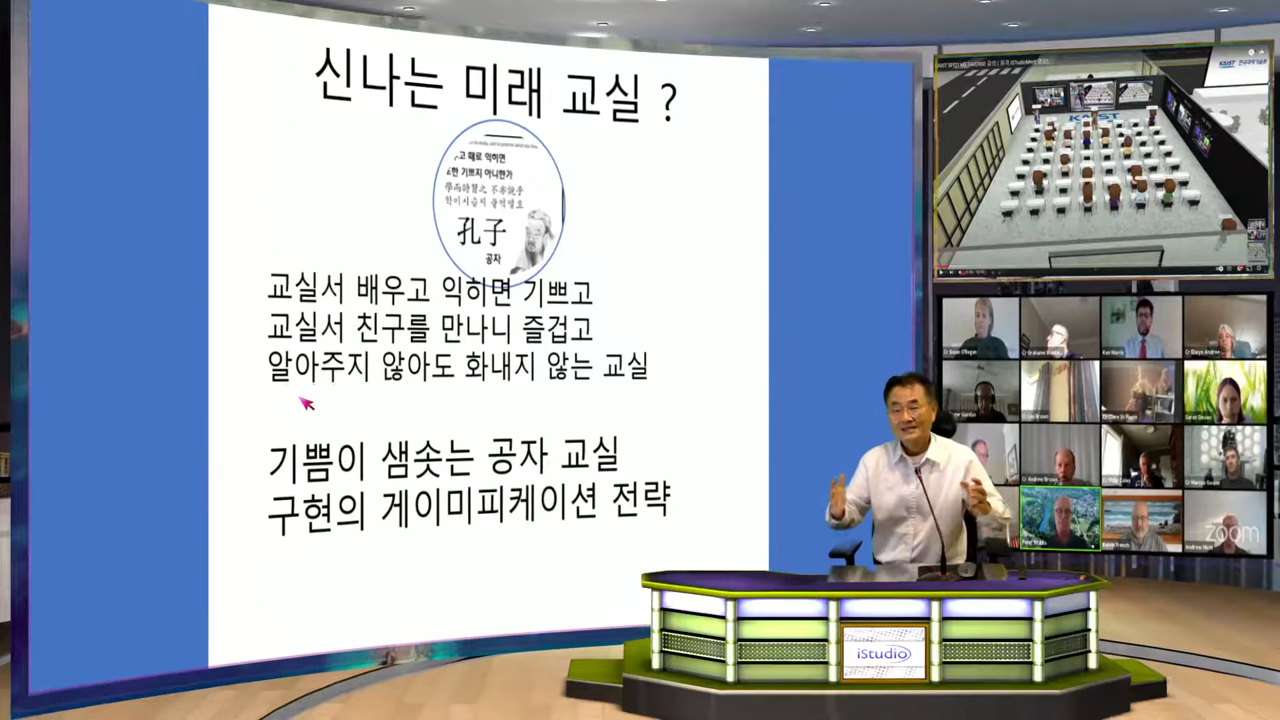 신나는 미래 교실 ?
고 때로 익히면
한 기쁘지 아니한가
學而時習之 不亦說乎
학이시습지 불역열호
孔子
공자
교실서 배우고 익히면 기쁘고
교실서 친구를 만나니 즐겁고
알아주지 않아도 화내지 않는 교실
기쁨이 샘솟는 공자 교실
구현의 게이미피케이션 전략
KAIST
KAIST
Ken Morris
Sarah Davies
zoom
iStudio